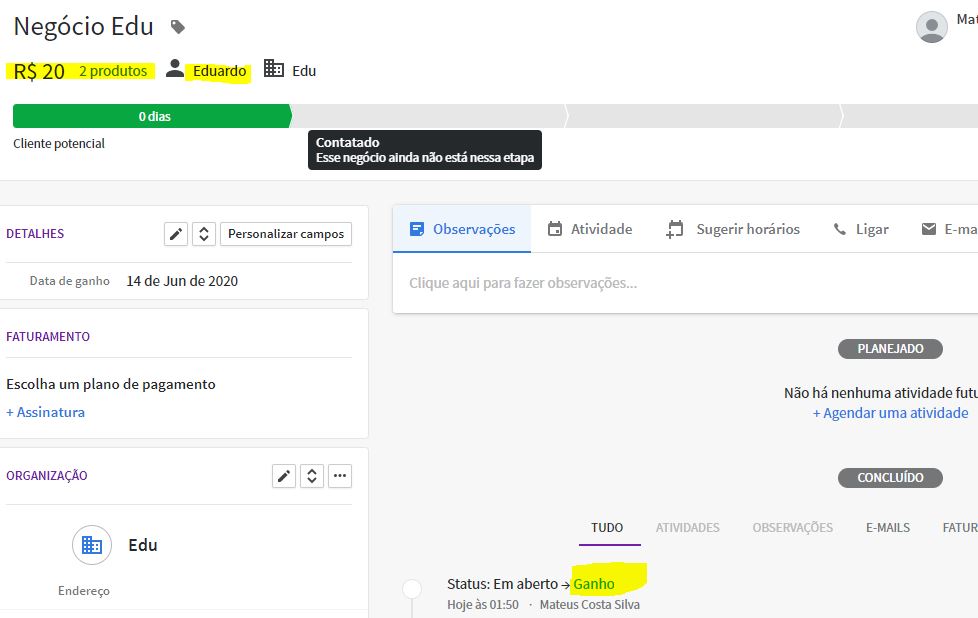 Negócio Edu
Mat
R$ 20 2 produtos Eduardo Edu
0 dias
Cliente potencial
Contatado
Esse negócio ainda não está nessa etapa
DETALHES
Personalizar campos
Data de ganho 14 de Jun de 2020
FATURAMENTO
Escolha um plano de pagamento
+ Assinatura
ORGANIZAÇÃO
Edu
Endereço
Observações Atividade Sugerir horários Ligar E-ma
Clique aqui para fazer observações...
PLANEJADO
Não há nenhuma atividade futu
+ Agendar uma atividade
CONCLUÍDO
TUDO ATIVIDADES OBSERVAÇÕES E-MAILS FATUR
Status: Em aberto → Ganho
Hoje às 01:50 · Mateus Costa Silva